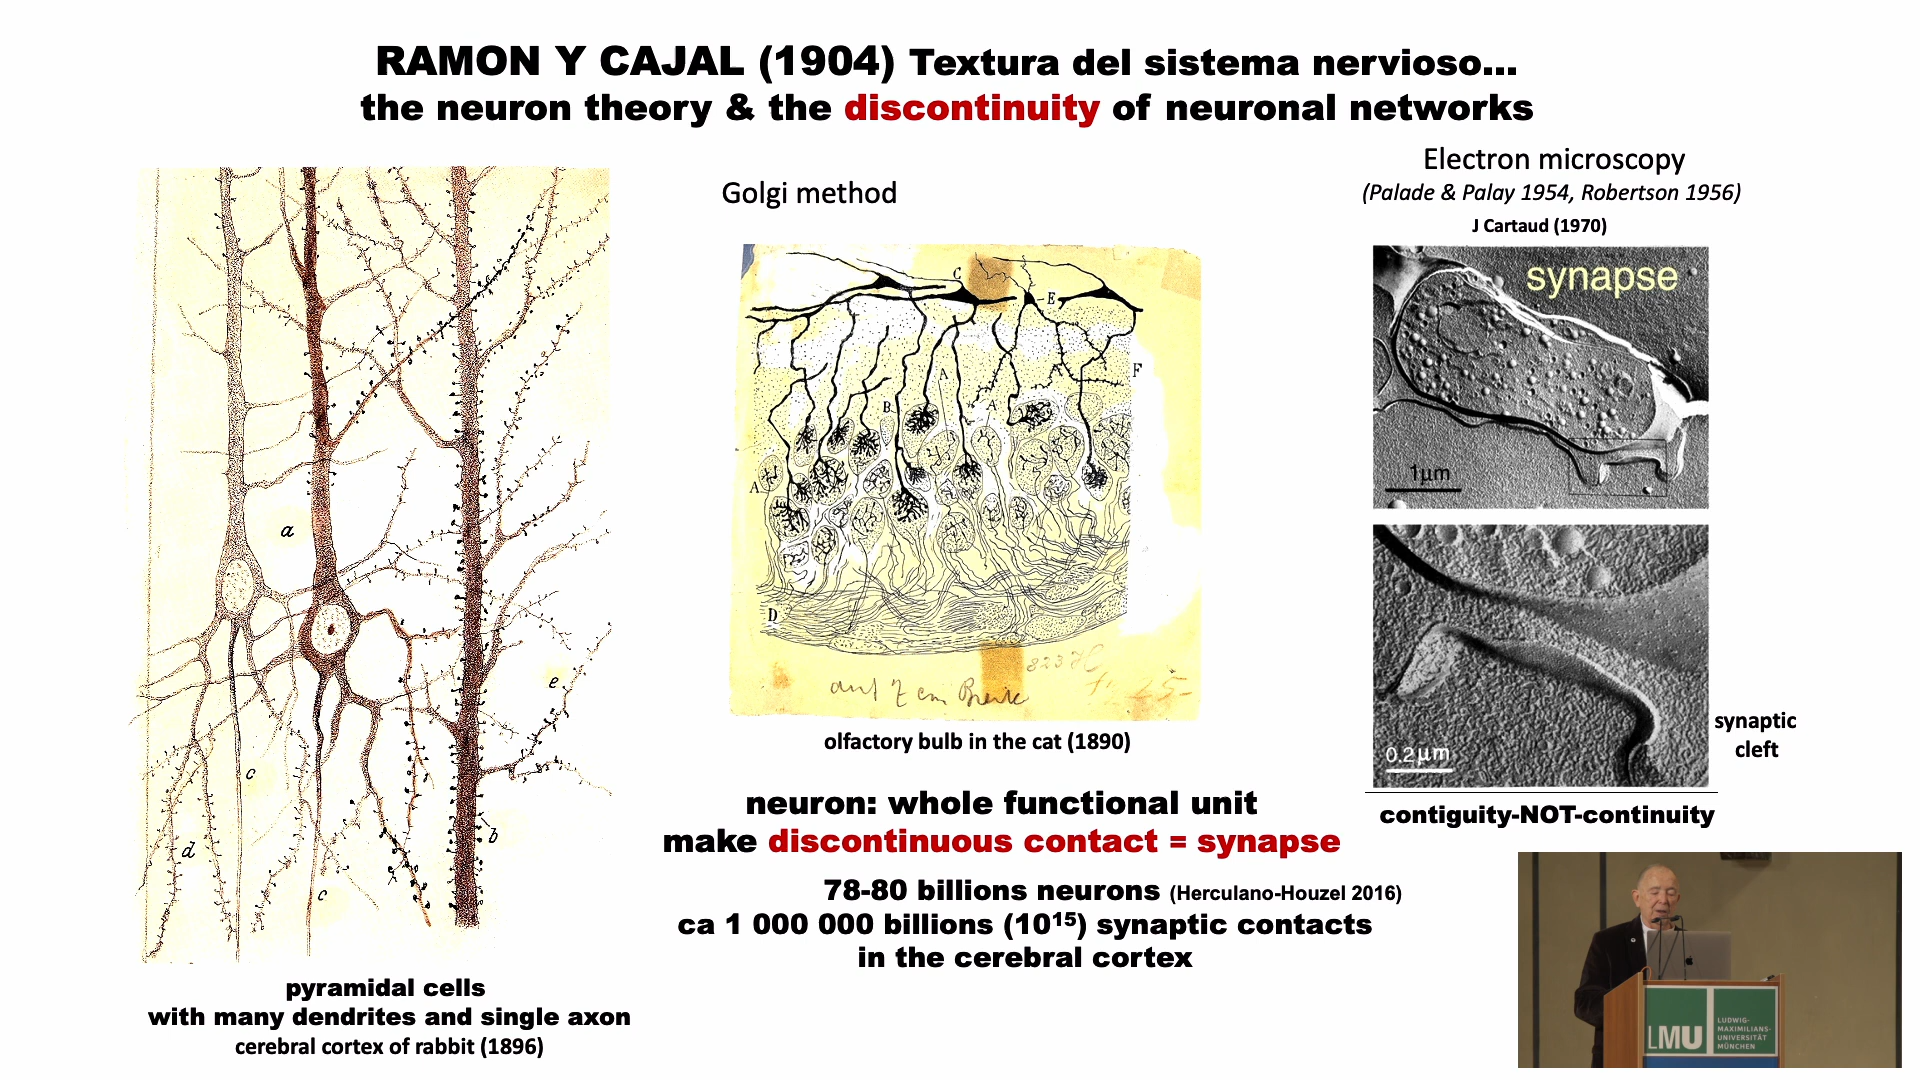 RAMON Y CAJAL (1904) Textura del sistema nervioso...
the neuron theory & the discontinuity of neuronal networks
a
b
c
c
d
e
pyramidal cells
with many dendrites and single axon
cerebral cortex of rabbit (1896)
Golgi method
C
E
F
A
B
A
A
D
auf 7 cm Breite
olfactory bulb in the cat (1890)
neuron: whole functional unit
make discontinuous contact = synapse
78-80 billions neurons (Herculano-Houzel 2016)
ca 1 000 000 billions (10¹⁵) synaptic contacts
in the cerebral cortex
Electron microscopy
(Palade & Palay 1954, Robertson 1956)
J Cartaud (1970)
synapse
1µm
0.2µm
synaptic
cleft
contiguity-NOT-continuity
LMU
LUDWIG-
MAXIMILIANS-
UNIVERSITÄT
MÜNCHEN